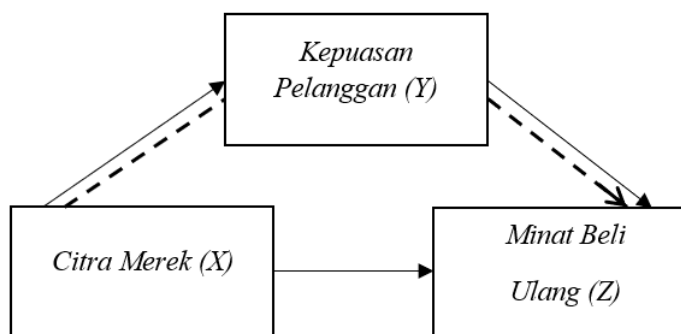 Kepuasan
Pelanggan (Y)
Citra Merek (X)
Minat Beli
Ulang (Z)